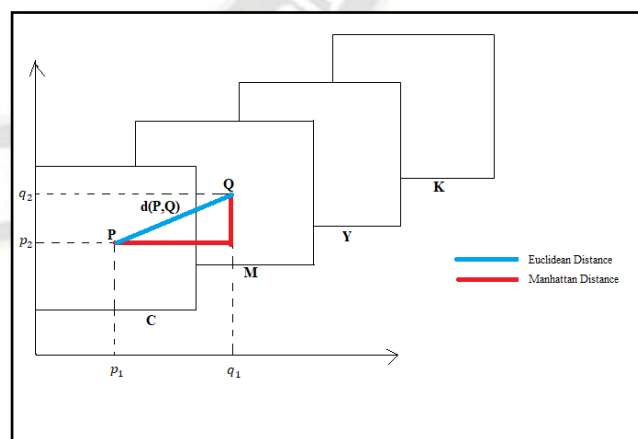 K
q₂
Q
d(P,Q)
P
p₂
Y
M
C
p₁
q₁
Euclidean Distance
Manhattan Distance